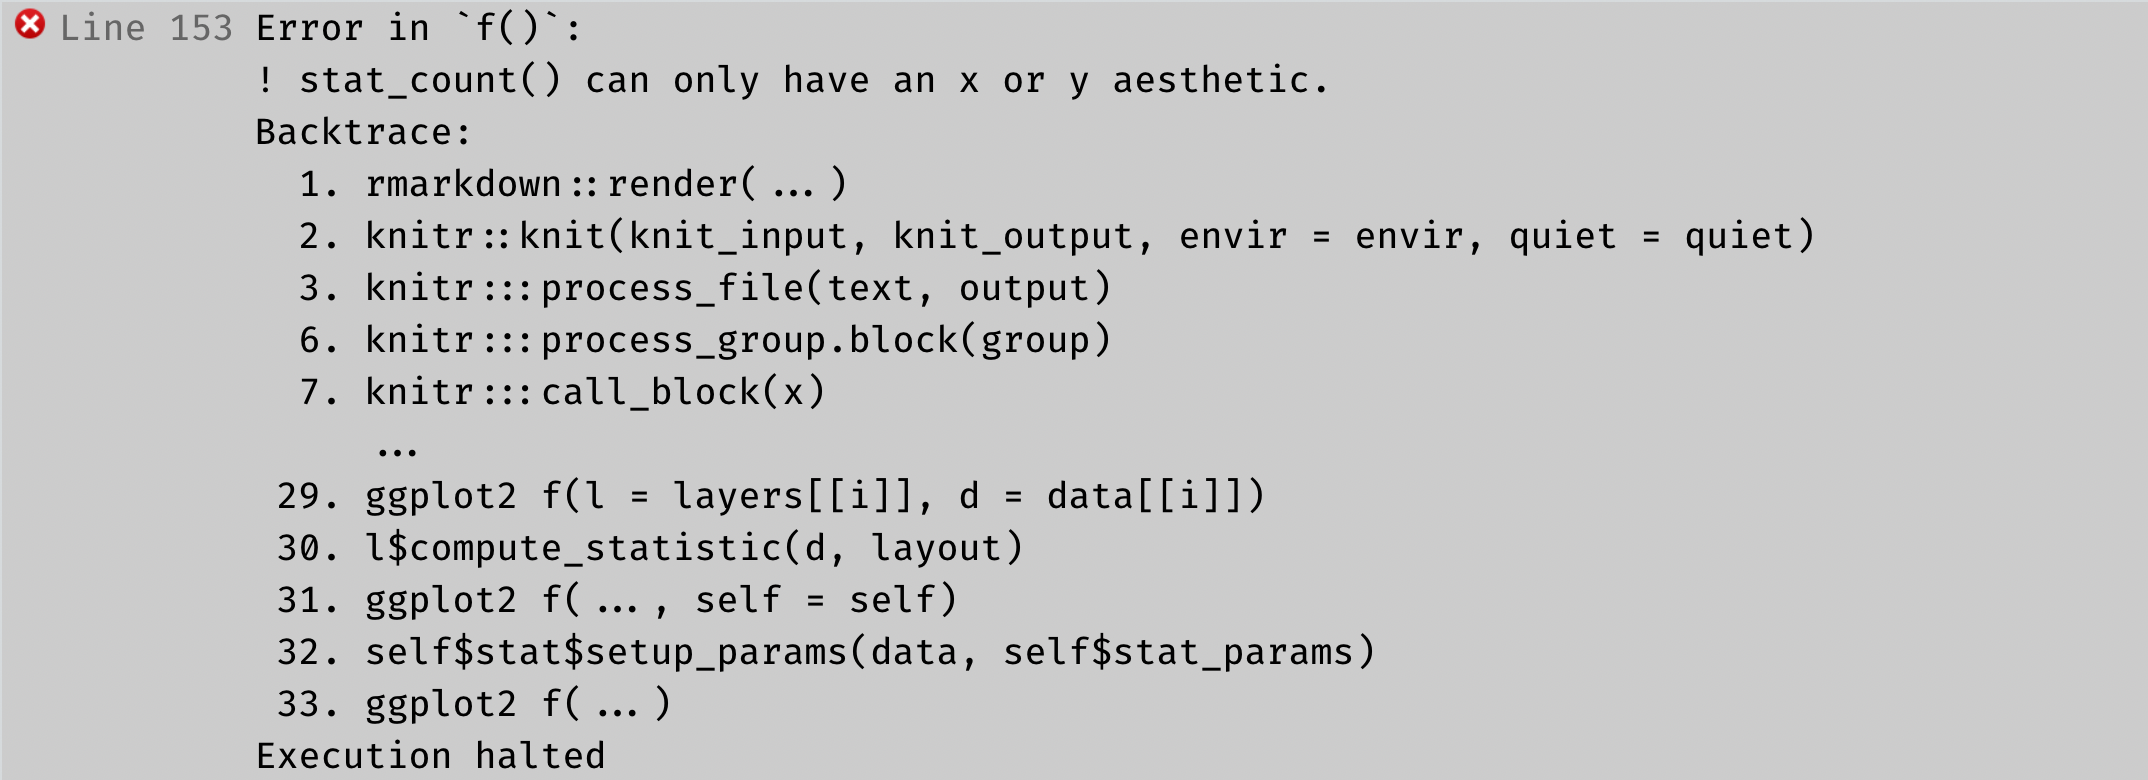 Line 153 Error in `f()`:
! stat_count() can only have an x or y aesthetic.
Backtrace:
1. rmarkdown::render(...)
2. knitr::knit(knit_input, knit_output, envir = envir, quiet = quiet)
3. knitr:::process_file(text, output)
6. knitr:::process_group.block(group)
7. knitr:::call_block(x)
...
29. ggplot2 f(l = layers[[i]], d = data[[i]])
30. l$compute_statistic(d, layout)
31. ggplot2 f(..., self = self)
32. self$stat$setup_params(data, self$stat_params)
33. ggplot2 f(...)
Execution halted